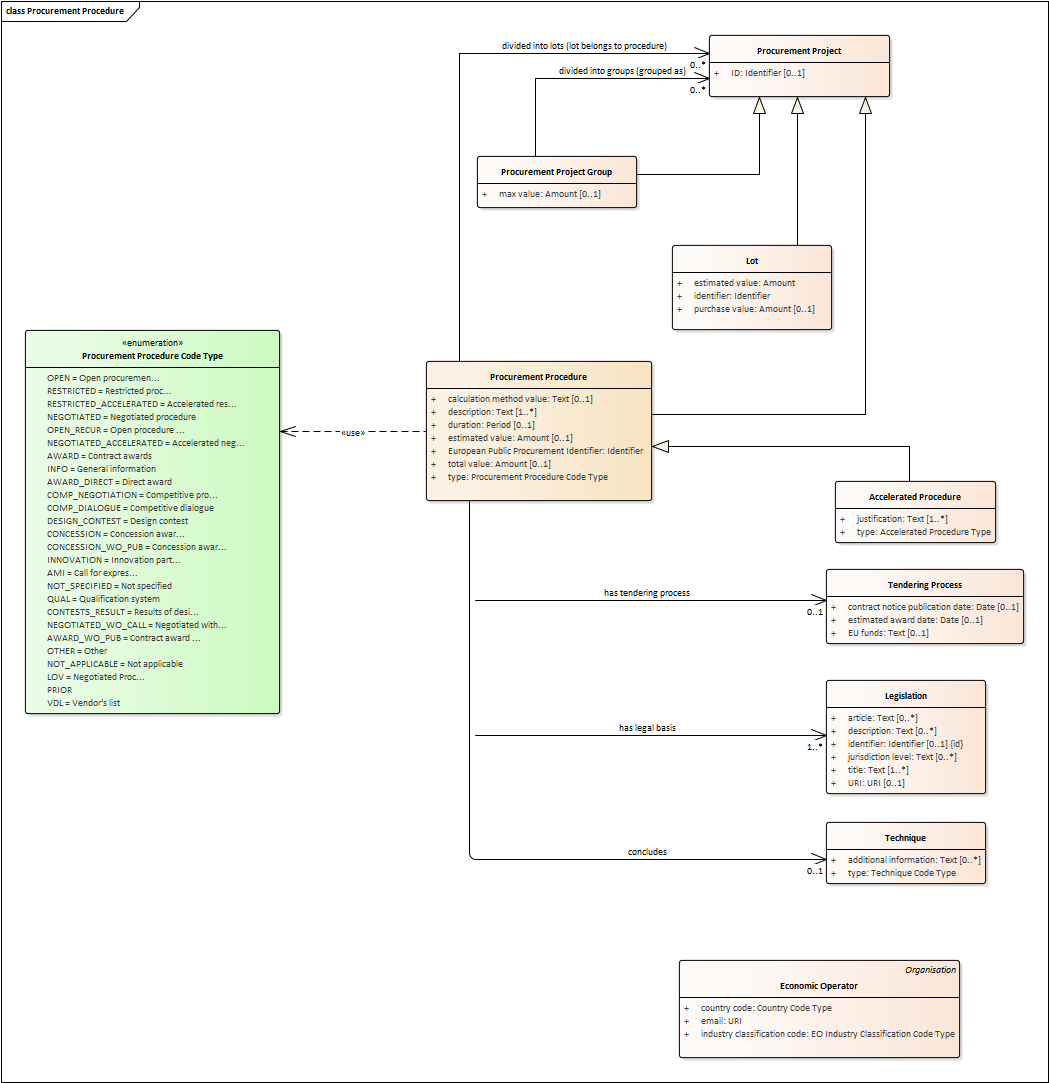 class Procurement Procedure
divided into lots (lot belongs to procedure)
0..*
divided into groups (grouped as)
0..*
Procurement Project
+ ID: Identifier [0..1]
Procurement Project Group
+ max value: Amount [0..1]
Lot
+ estimated value: Amount
+ identifier: Identifier
+ purchase value: Amount [0..1]
«enumeration»
Procurement Procedure Code Type
OPEN = Open procuremen...
RESTRICTED = Restricted proc...
RESTRICTED_ACCELERATED = Accelerated res...
NEGOTIATED = Negotiated procedure
OPEN_RECUR = Open procedure ...
NEGOTIATED_ACCELERATED = Accelerated neg...
AWARD = Contract awards
INFO = General information
AWARD_DIRECT = Direct award
COMP_NEGOTIATION = Competitive pro...
COMP_DIALOGUE = Competitive dialogue
DESIGN_CONTEST = Design contest
CONCESSION = Concession awar...
CONCESSION_WO_PUB = Concession awar...
INNOVATION = Innovation part...
AMI = Call for expres...
NOT_SPECIFIED = Not specified
QUAL = Qualification system
CONTESTS_RESULT = Results of desi...
NEGOTIATED_WO_CALL = Negotiated with...
AWARD_WO_PUB = Contract award ...
OTHER = Other
NOT_APPLICABLE = Not applicable
LOV = Negotiated Proc...
PRIOR
VDL = Vendor's list
«use»
Procurement Procedure
+ calculation method value: Text [0..1]
+ description: Text [1..*]
+ duration: Period [0..1]
+ estimated value: Amount [0..1]
+ European Public Procurement Identifier: Identifier
+ total value: Amount [0..1]
+ type: Procurement Procedure Code Type
Accelerated Procedure
+ justification: Text [1..*]
+ type: Accelerated Procedure Type
has tendering process
0..1
Tendering Process
+ contract notice publication date: Date [0..1]
+ estimated award date: Date [0..1]
+ EU funds: Text [0..1]
has legal basis
1..*
Legislation
+ article: Text [0..*]
+ description: Text [0..*]
+ identifier: Identifier [0..1] {id}
+ jurisdiction level: Text [0..*]
+ title: Text [1..*]
+ URI: URI [0..1]
concludes
0..1
Technique
+ additional information: Text [0..*]
+ type: Technique Code Type
Organisation
Economic Operator
+ country code: Country Code Type
+ email: URI
+ industry classification code: EO Industry Classification Code Type